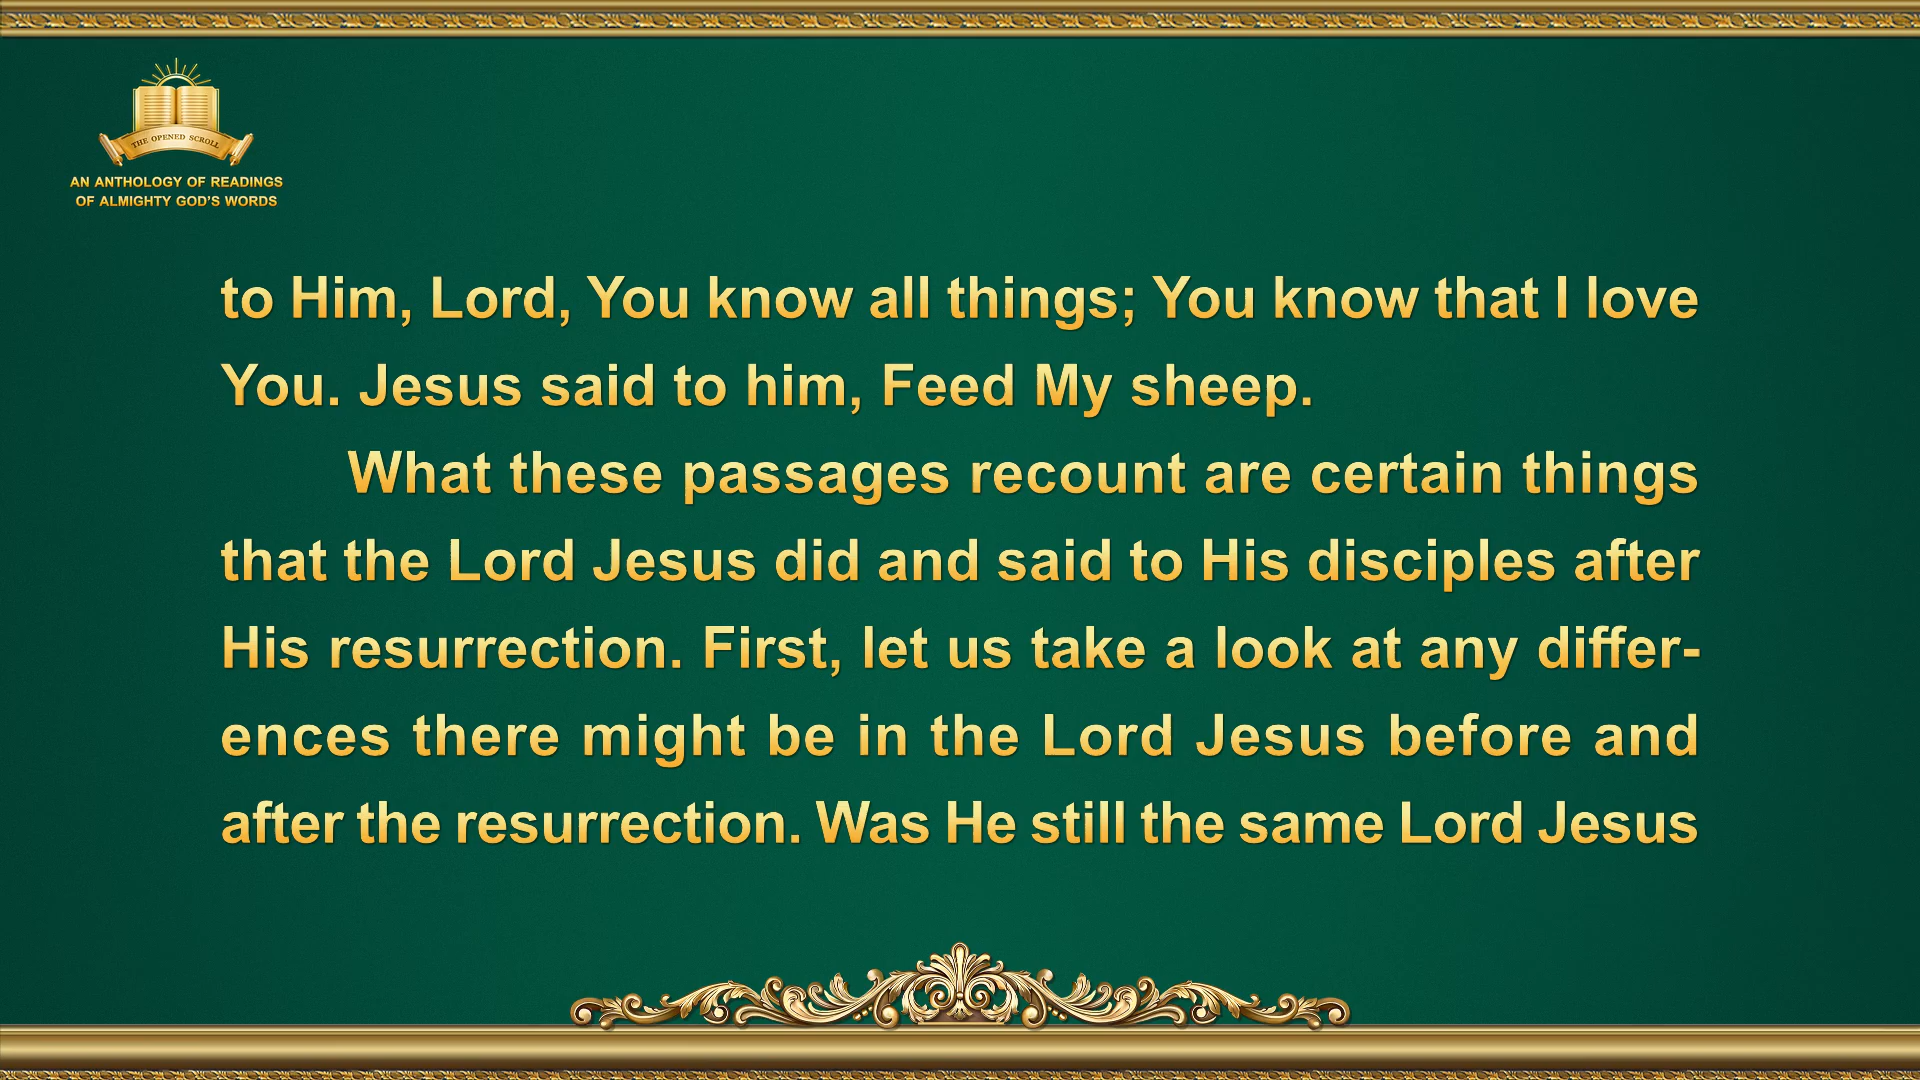 THE OPENED SCROLL
AN ANTHOLOGY OF READINGS
OF ALMIGHTY GOD'S WORDS
to Him, Lord, You know all things; You know that I love
You. Jesus said to him, Feed My sheep.
What these passages recount are certain things
that the Lord Jesus did and said to His disciples after
His resurrection. First, let us take a look at any differ-
ences there might be in the Lord Jesus before and
after the resurrection. Was He still the same Lord Jesus